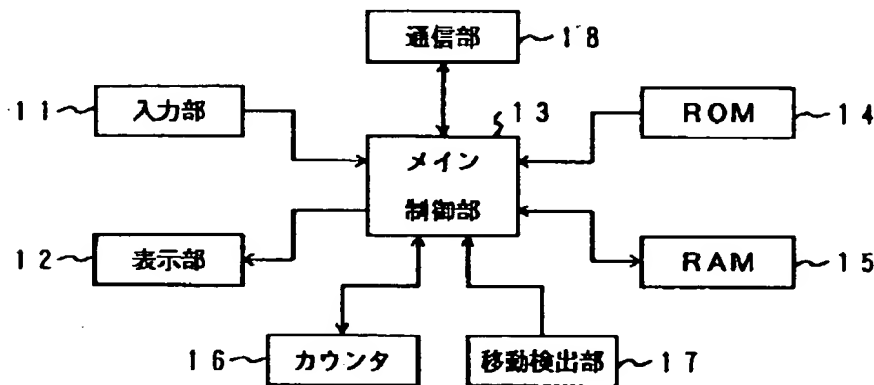 通信部 18
11 入力部
13
ROM 14
メイン
制御部
12 表示部
RAM 15
16 カウンタ
移動検出部 17